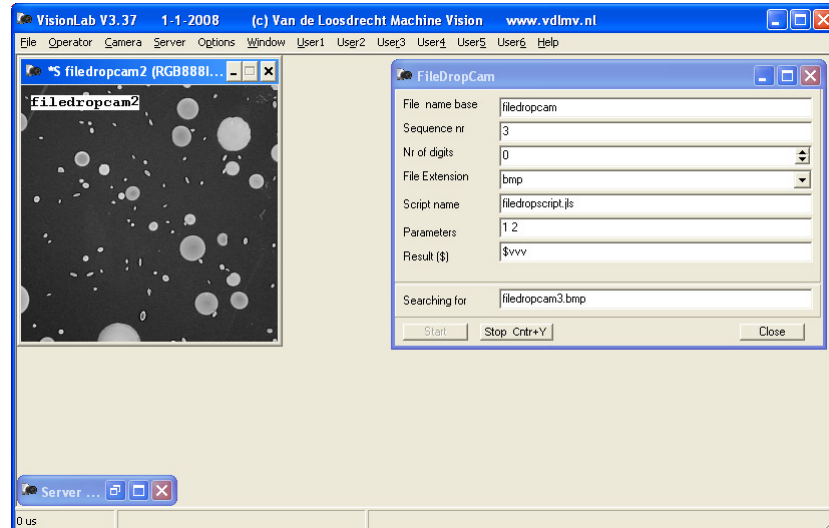 VisionLab V3.37 1-1-2008 (c) Van de Loosdrecht Machine Vision www.vdlmv.nl
File Operator Camera Server Options Window User1 User2 User3 User4 User5 User6 Help
*S filedropcam2 (RGB888I...
filedropcam2
FileDropCam
File name base filedropcam
Sequence nr 3
Nr of digits 0
File Extension bmp
Script name filedropscript.jls
Parameters 1 2
Result ($) $vvv
Searching for filedropcam3.bmp
Start Stop Cntr+Y Close
Server ...
0 us